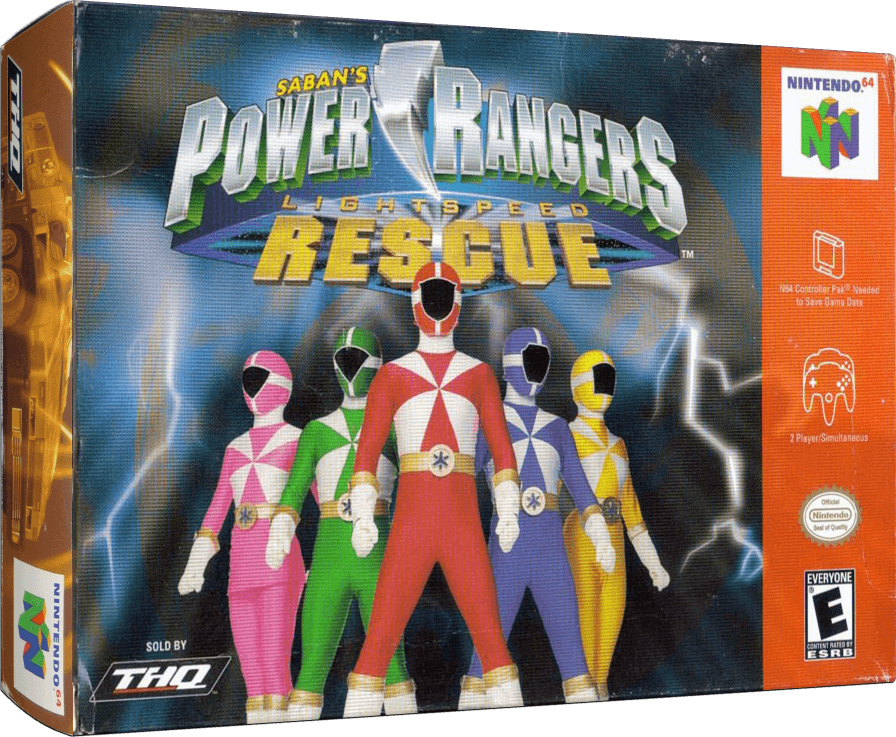 THQ
NINTENDO 64
SABAN'S
POWER RANGERS
LIGHTSPEED
RESCUE
TM
SOLD BY
THQ
NINTENDO 64
N64 Controller Pak® Needed
to Save Game Data
2 Player/Simultaneous
Official
Nintendo
Seal of Quality
EVERYONE
E
CONTENT RATED BY
ESRB